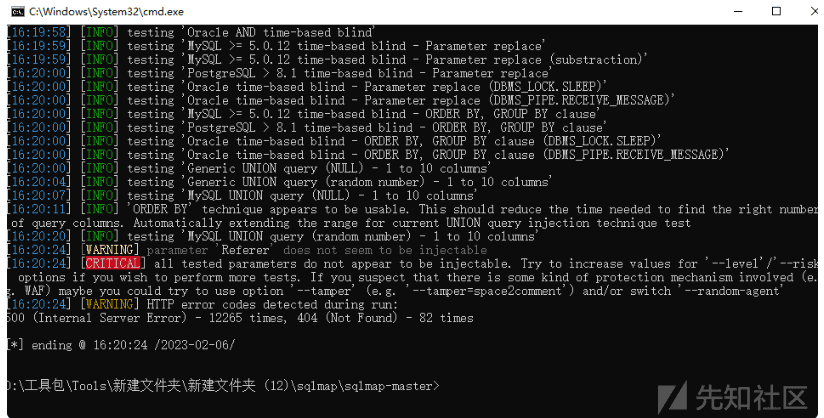 C:\Windows\System32\cmd.exe
[16:19:58] [INFO] testing 'Oracle AND time-based blind'
[16:19:59] [INFO] testing 'MySQL >= 5.0.12 time-based blind - Parameter replace'
[16:19:59] [INFO] testing 'MySQL >= 5.0.12 time-based blind - Parameter replace (substraction)'
[16:20:00] [INFO] testing 'PostgreSQL > 8.1 time-based blind - Parameter replace'
[16:20:00] [INFO] testing 'Oracle time-based blind - Parameter replace (DBMS_LOCK.SLEEP)'
[16:20:00] [INFO] testing 'Oracle time-based blind - Parameter replace (DBMS_PIPE.RECEIVE_MESSAGE)'
[16:20:00] [INFO] testing 'MySQL >= 5.0.12 time-based blind - ORDER BY, GROUP BY clause'
[16:20:00] [INFO] testing 'PostgreSQL > 8.1 time-based blind - ORDER BY, GROUP BY clause'
[16:20:00] [INFO] testing 'Oracle time-based blind - ORDER BY, GROUP BY clause (DBMS_LOCK.SLEEP)'
[16:20:00] [INFO] testing 'Oracle time-based blind - ORDER BY, GROUP BY clause (DBMS_PIPE.RECEIVE_MESSAGE)'
[16:20:00] [INFO] testing 'Generic UNION query (NULL) - 1 to 10 columns'
[16:20:04] [INFO] testing 'Generic UNION query (random number) - 1 to 10 columns'
[16:20:07] [INFO] testing 'MySQL UNION query (NULL) - 1 to 10 columns'
[16:20:11] [INFO] 'ORDER BY' technique appears to be usable. This should reduce the time needed to find the right number
of query columns. Automatically extending the range for current UNION query injection technique test
[16:20:20] [INFO] testing 'MySQL UNION query (random number) - 1 to 10 columns'
[16:20:24] [WARNING] parameter 'Referer' does not seem to be injectable
[16:20:24] [CRITICAL] all tested parameters do not appear to be injectable. Try to increase values for '--level'/'--risk
options if you wish to perform more tests. If you suspect that there is some kind of protection mechanism involved (e.
g. WAF) maybe you could try to use option '--tamper' (e.g. '--tamper=space2comment') and/or switch '--random-agent'
[16:20:24] [WARNING] HTTP error codes detected during run:
500 (Internal Server Error) - 12265 times, 404 (Not Found) - 82 times
[*] ending @ 16:20:24 /2023-02-06/
D:\工具包\Tools\新建文件夹\新建文件夹 (12)\sqlmap\sqlmap-master>
先知社区